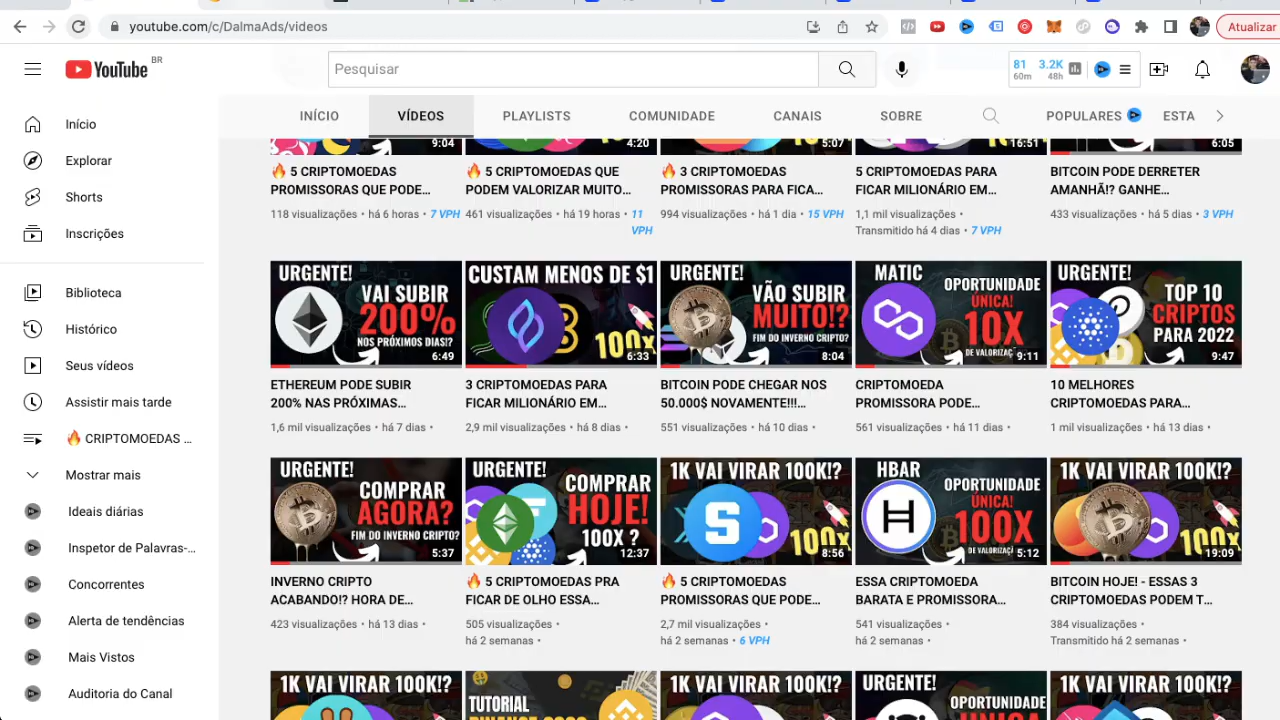 youtube.com/c/DalmaAds/videos
Atualizar
YouTube BR
Pesquisar
81 3.2K
60m 48h
INÍCIO VÍDEOS PLAYLISTS COMUNIDADE CANAIS SOBRE POPULARES ESTA
Início
Explorar
Shorts
Inscrições
Biblioteca
Histórico
Seus vídeos
Assistir mais tarde
🔥 CRIPTOMOEDAS ...
Mostrar mais
Ideais diárias
Inspetor de Palavras-...
Concorrentes
Alerta de tendências
Mais Vistos
Auditoria do Canal
9:04
🔥 5 CRIPTOMOEDAS
PROMISSORAS QUE PODE...
118 visualizações • há 6 horas • 7 VPH
4:20
🔥 5 CRIPTOMOEDAS QUE
PODEM VALORIZAR MUITO...
461 visualizações • há 19 horas • 11
VPH
5:07
🔥 3 CRIPTOMOEDAS
PROMISSORAS PARA FICA...
994 visualizações • há 1 dia • 15 VPH
16:51
5 CRIPTOMOEDAS PARA
FICAR MILIONÁRIO EM...
1,1 mil visualizações •
Transmitido há 4 dias • 7 VPH
6:05
BITCOIN PODE DERRETER
AMANHÃ!? GANHE...
433 visualizações • há 5 dias • 3 VPH
URGENTE!
VAI SUBIR
200%
NOS PRÓXIMOS DIAS!?
6:49
ETHEREUM PODE SUBIR
200% NAS PRÓXIMAS...
1,6 mil visualizações • há 7 dias •
CUSTAM MENOS DE $1
100x
6:33
3 CRIPTOMOEDAS PARA
FICAR MILIONÁRIO EM...
2,9 mil visualizações • há 8 dias •
URGENTE!
VÃO SUBIR
MUITO!?
FIM DO INVERNO CRIPTO?
8:04
BITCOIN PODE CHEGAR NOS
50.000$ NOVAMENTE!!!...
551 visualizações • há 10 dias •
MATIC
OPORTUNIDADE
ÚNICA!
10X
DE VALORIZAÇ
9:11
CRIPTOMOEDA
PROMISSORA PODE...
561 visualizações • há 11 dias •
URGENTE!
TOP 10
CRIPTOS
PARA 2022
9:47
10 MELHORES
CRIPTOMOEDAS PARA...
1 mil visualizações • há 13 dias •
URGENTE!
COMPRAR
AGORA?
FIM DO INVERNO CRIPTO?
5:37
INVERNO CRIPTO
ACABANDO!? HORA DE...
423 visualizações • há 13 dias •
URGENTE!
COMPRAR
HOJE!
100X ?
12:37
🔥 5 CRIPTOMOEDAS PRA
FICAR DE OLHO ESSA...
505 visualizações •
há 2 semanas •
1K VAI VIRAR 100K!?
100x
8:56
🔥 5 CRIPTOMOEDAS
PROMISSORAS QUE PODE...
2,7 mil visualizações •
há 2 semanas • 6 VPH
HBAR
OPORTUNIDADE
ÚNICA!
100X
DE VALORIZAÇ
5:12
ESSA CRIPTOMOEDA
BARATA E PROMISSORA...
541 visualizações •
há 2 semanas •
1K VAI VIRAR 100K!?
100x
19:09
BITCOIN HOJE! - ESSAS 3
CRIPTOMOEDAS PODEM T...
384 visualizações •
Transmitido há 2 semanas •
1K VAI VIRAR 100K!?
TUTORIAL
1K VAI VIRAR 100K!?
URGENTE!
OPORTUNIDADE
1K VAI VIRAR 100K!?